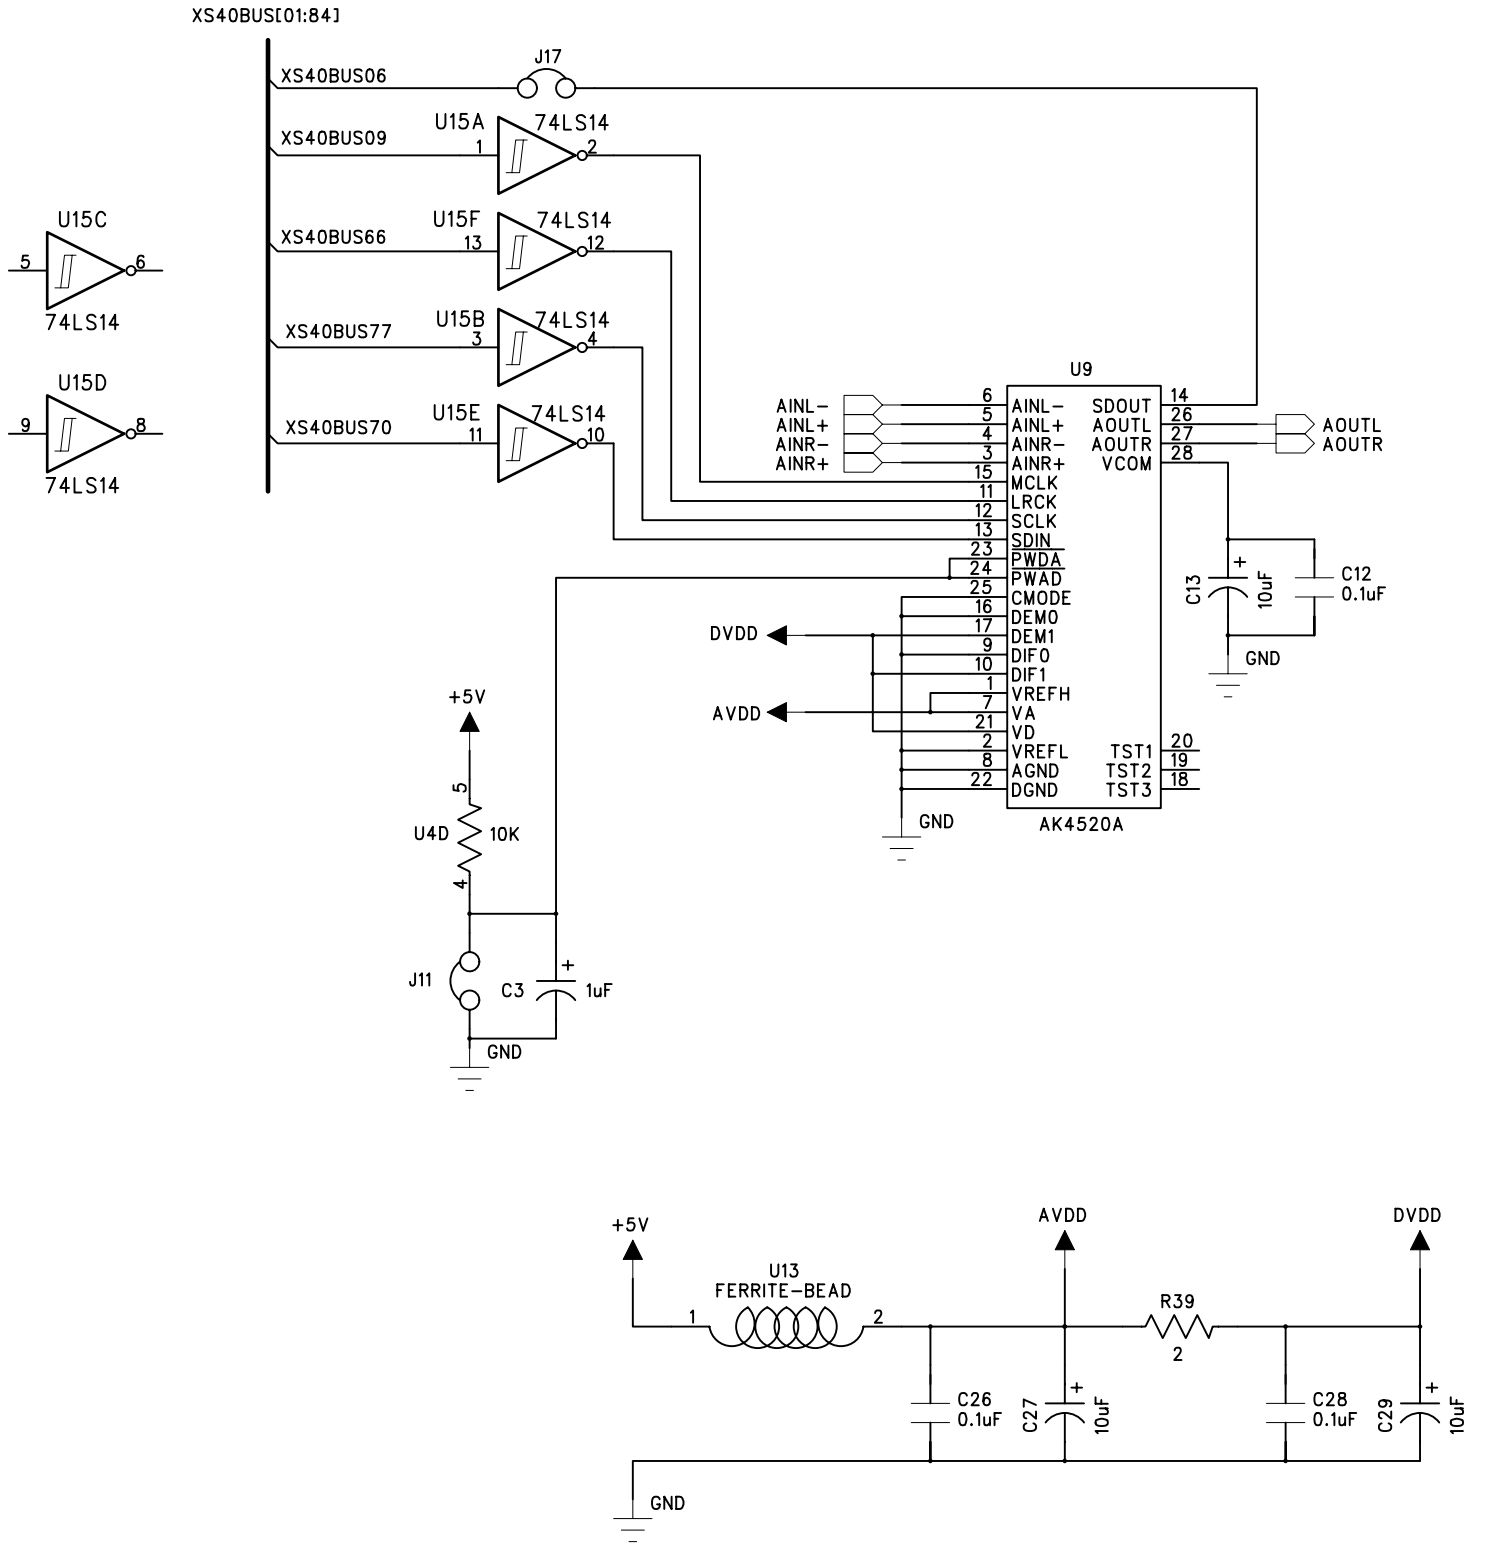 XS40BUS[01:84]
XS40BUS06
J17
XS40BUS09
U15A
74LS14
1
2
XS40BUS66
U15F
74LS14
13
12
U15C
5
6
74LS14
XS40BUS77
U15B
74LS14
3
4
U15D
9
8
74LS14
XS40BUS70
U15E
74LS14
11
10
U9
AINL- 6 AINL- SDOUT 14
AINL+ 5 AINL+ AOUTL 26 AOUTL
AINR- 4 AINR- AOUTR 27 AOUTR
AINR+ 3 AINR+ VCOM 28
15 MCLK
11 LRCK
12 SCLK
13 SDIN
23 PWDA
24 PWAD
25 CMODE
16 DEM0
DVDD 17 DEM1
9 DIF0
10 DIF1
1 VREFH
AVDD 7 VA
21 VD
2 VREFL TST1 20
8 AGND TST2 19
22 DGND TST3 18
GND
AK4520A
C13
+
10uF
C12
0.1uF
GND
+5V
5
U4D 10K
4
J11
C3
+
1uF
GND
+5V
AVDD
DVDD
U13
FERRITE-BEAD
1
2
R39
2
C26
0.1uF
C27
+
10uF
C28
0.1uF
C29
+
10uF
GND